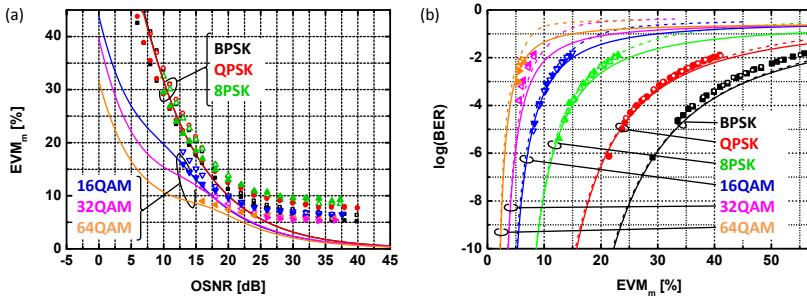 (a)
40
30
20
10
0
EVMm [%]
BPSK
QPSK
8PSK
16QAM
32QAM
64QAM
-5 0 5 10 15 20 25 30 35 40 45
OSNR [dB]
(b)
0
-2
-4
-6
-8
-10
log(BER)
BPSK
QPSK
8PSK
16QAM
32QAM
64QAM
0 10 20 30 40 50
EVMm [%]